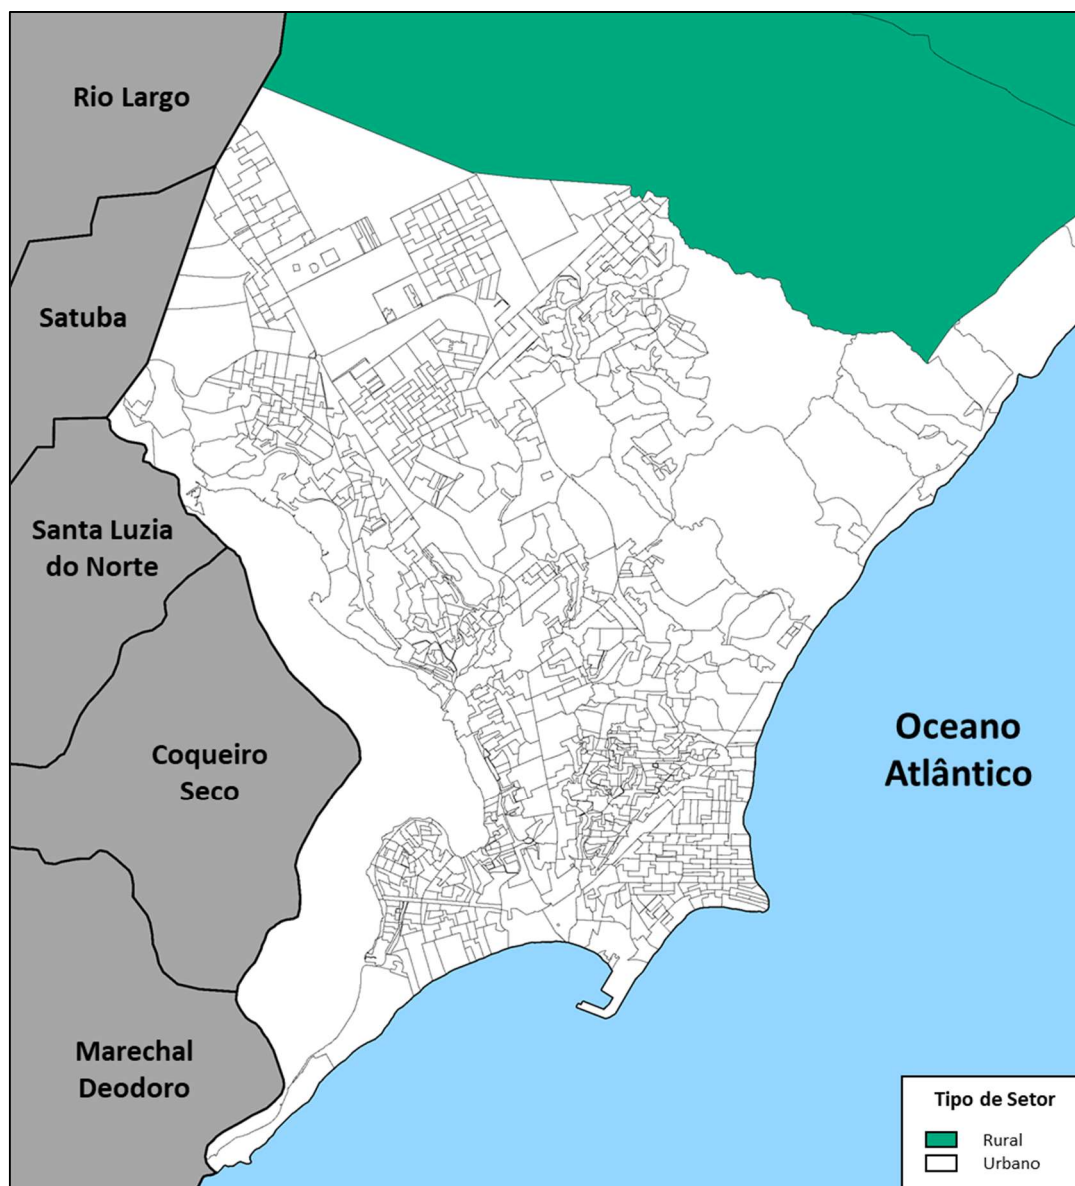 Rio Largo
Satuba
Santa Luzia
do Norte
Coqueiro
Seco
Oceano
Atlântico
Marechal
Deodoro
Tipo de Setor
Rural
Urbano